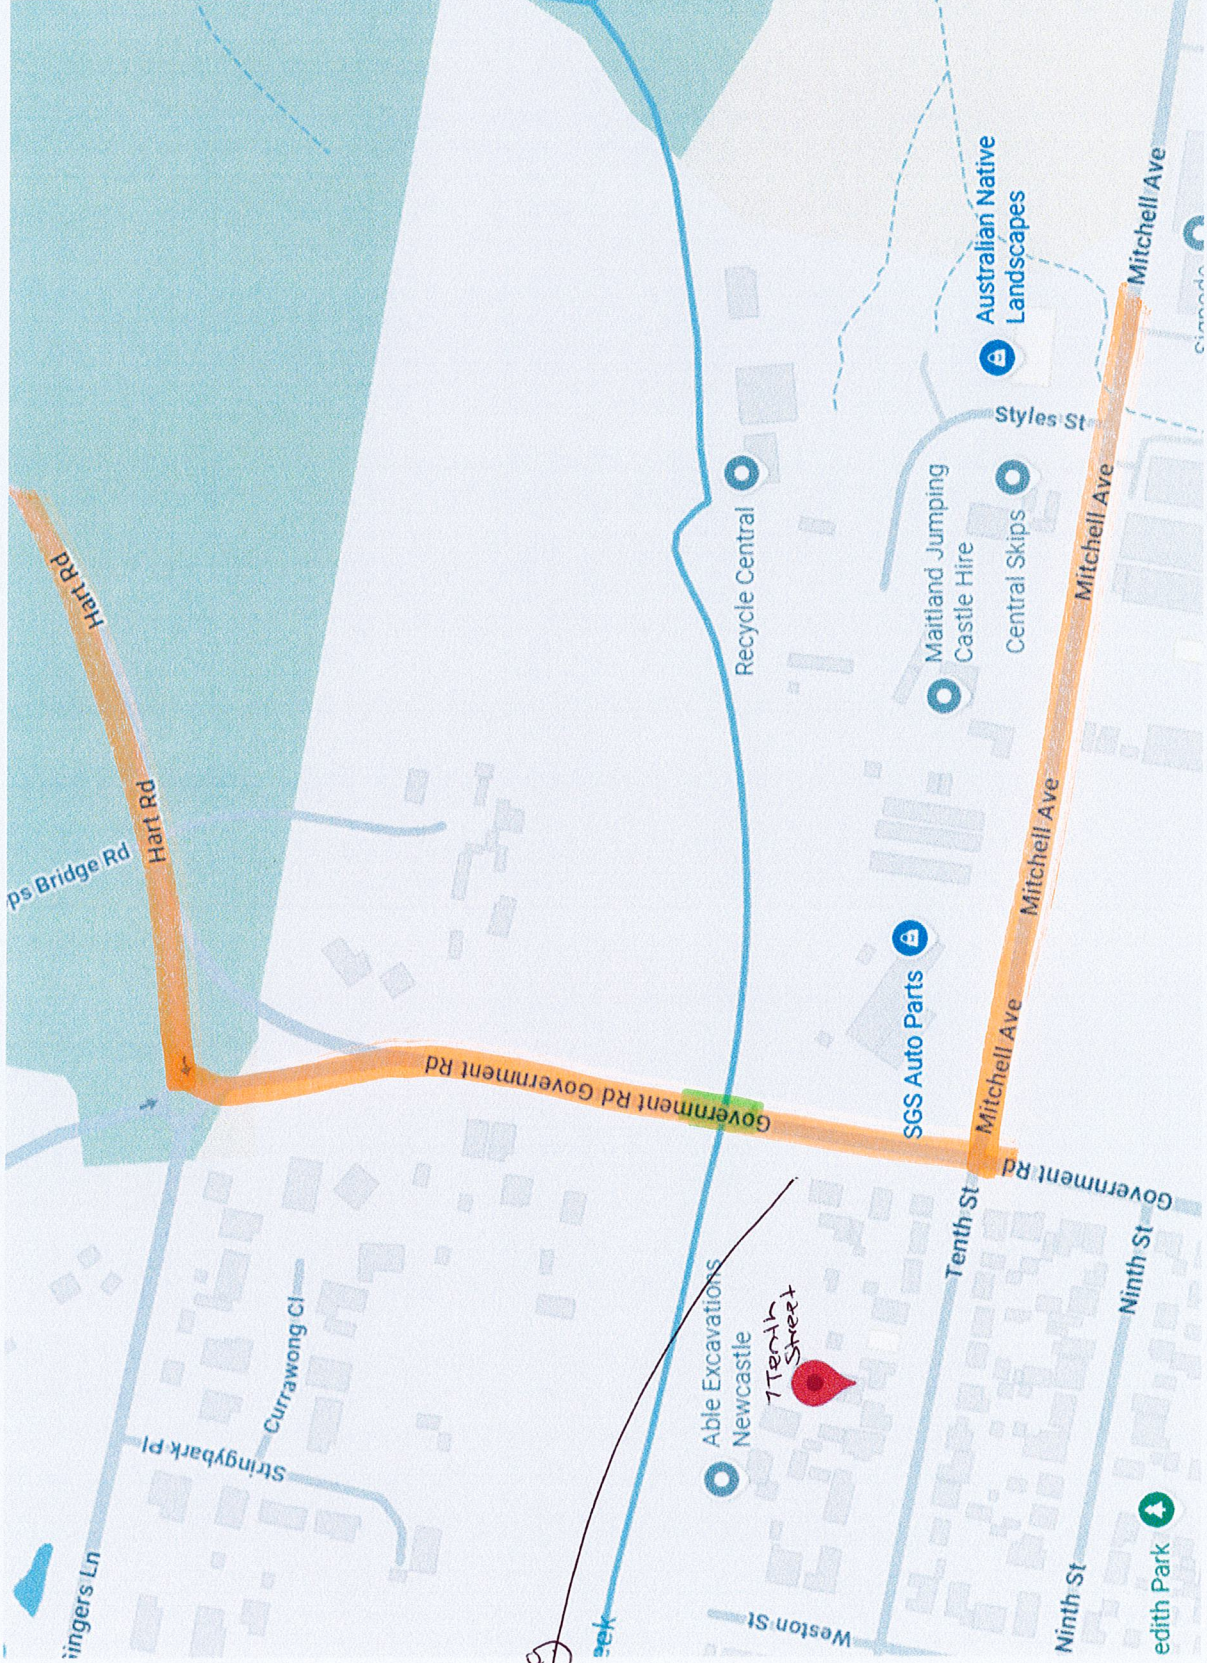 Hart Rd
ps Bridge Rd
Hart Rd
Government Rd
Government Rd
Government Rd
Government Rd
Mitchell Ave
Mitchell Ave
Mitchell Ave
Mitchell Ave
Styles St
Australian Native
Landscapes
Recycle Central
Maitland Jumping
Castle Hire
Central Skips
SGS Auto Parts
Able Excavations
Newcastle
7 Tenth
Street
Tenth St
Ninth St
Ninth St
Weston St
Currawong Cl
Stringybark Pl
ingers Ln
eek
edith Park